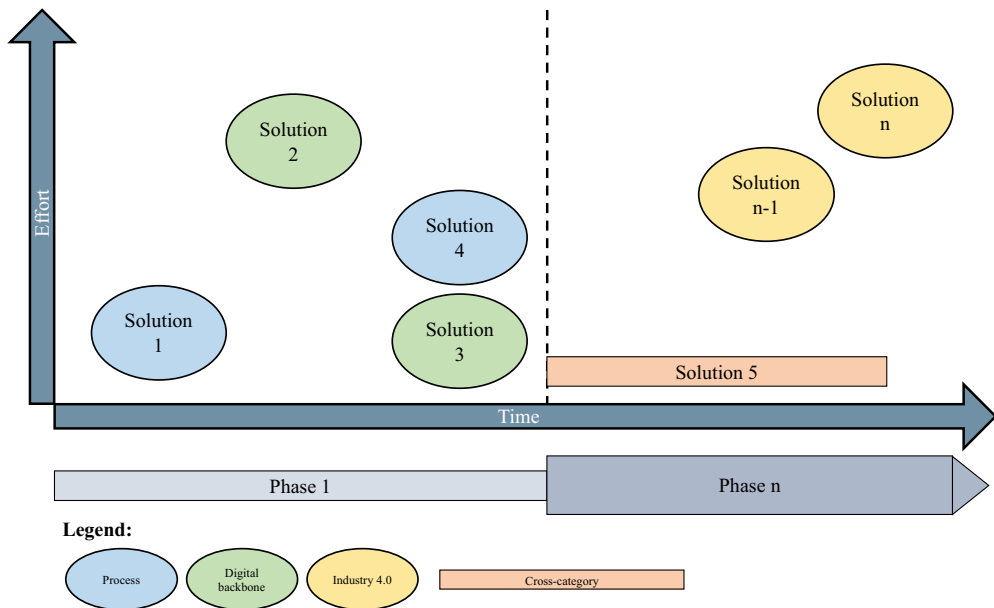 Effort
Solution
2
Solution
n
Solution
n-1
Solution
4
Solution
1
Solution
3
Solution 5
Time
Phase 1
Phase n
Legend:
Process
Digital
backbone
Industry 4.0
Cross-category